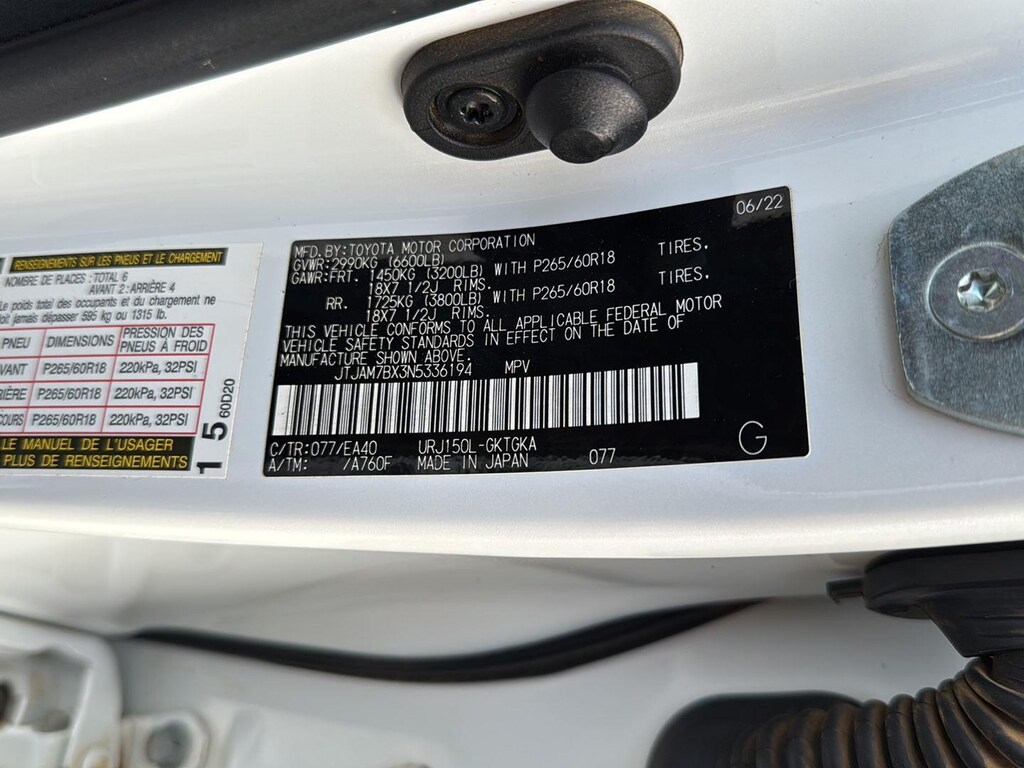 RENSEIGNEMENTS SUR LES PNEUS ET LE CHARGEMENT
NOMBRE DE PLACES: TOTAL 6
AVANT 2: ARRIÈRE 4
Le poids total des occupants et du chargement ne
doit jamais dépasser 595 kg ou 1315 lb.
PNEU DIMENSIONS PRESSION DES PNEUS À FROID
AVANT P265/60R18 220kPa, 32PSI
P265/60R18 220kPa, 32PSI
P265/60R18 220kPa, 32PSI
LE MANUEL DE L'USAGER
PLUS DE RENSEIGNEMENTS
1 5 60D20
06/22
MFD.BY:TOYOTA MOTOR CORPORATION
GVWR:2990KG (6600LB)
GAWR:FRT. 1450KG (3200LB) WITH P265/60R18 TIRES,
18X7 1/2J RIMS.
RR. 1725KG (3800LB) WITH P265/60R18 TIRES,
18X7 1/2J RIMS.
THIS VEHICLE CONFORMS TO ALL APPLICABLE FEDERAL MOTOR
VEHICLE SAFETY STANDARDS IN EFFECT ON THE DATE OF
MANUFACTURE SHOWN ABOVE.
JTJAM7BX3N5336194 MPV
C/TR:077/EA40 URJ150L-GKTGKA
A/TM: /A760F MADE IN JAPAN 077
G